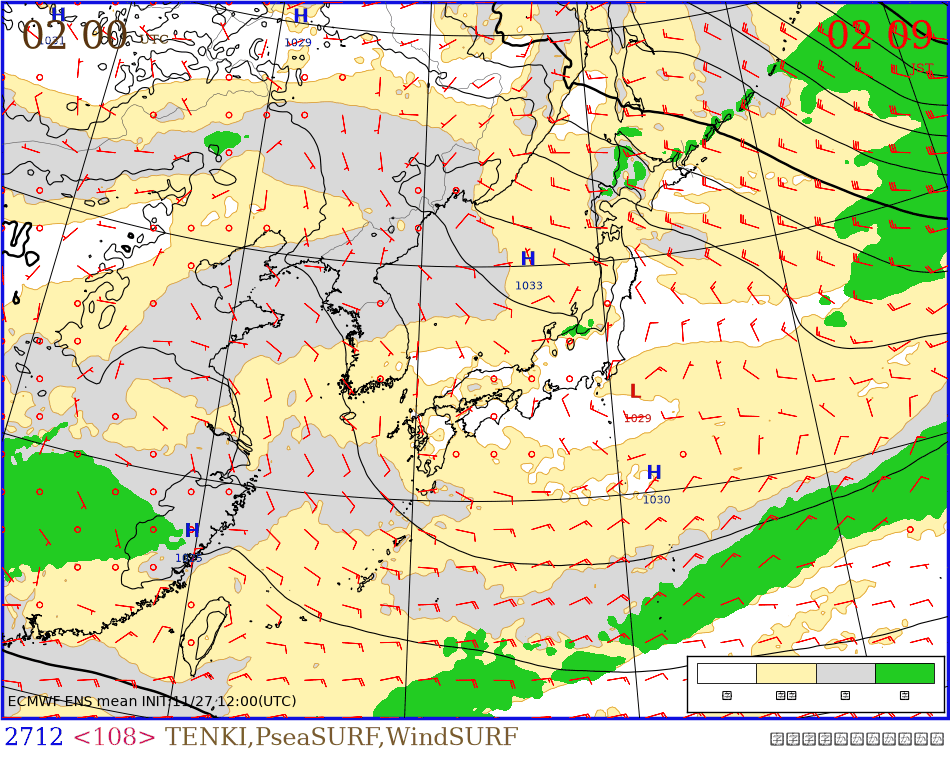 02 00 UTC
02 09
JST
H
H
1029
H
1033
L
1029
H
1030
H
ECMWF ENS mean INIT:11/27 12:00(UTC)
2712 <108> TENKI,PseaSURF,WindSURF